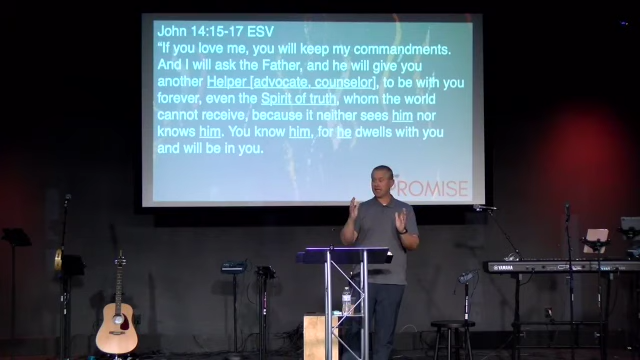 John 14:15-17 ESV
“If you love me, you will keep my commandments.
And I will ask the Father, and he will give you
another Helper [advocate. counselor], to be with you
forever, even the Spirit of truth, whom the world
cannot receive, because it neither sees him nor
knows him. You know him, for he dwells with you
and will be in you.
ROMISE
YAMAHA